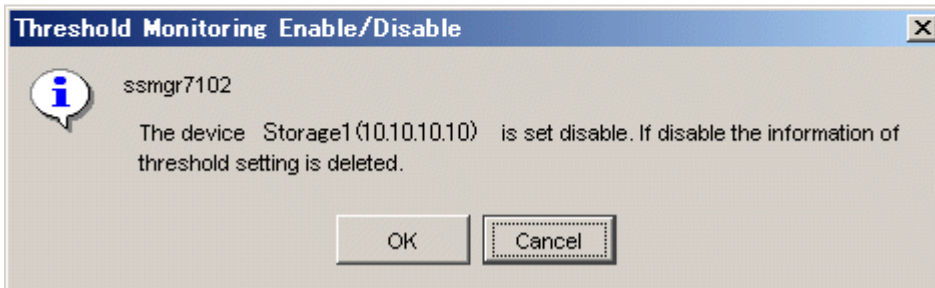 Threshold Monitoring Enable/Disable
ssmgr7102
The device Storage1(10.10.10.10) is set disable. If disable the information of
threshold setting is deleted.
OK Cancel